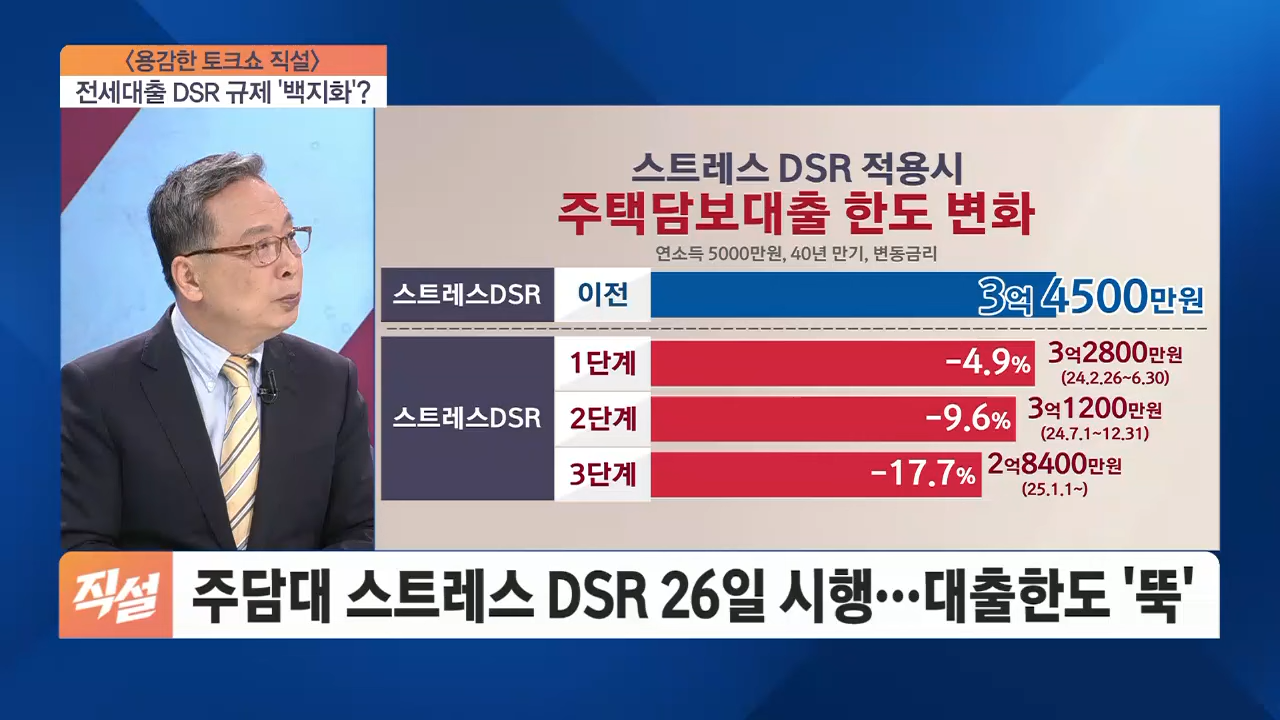 〈용감한 토크쇼 직설〉
전세대출 DSR 규제 '백지화'?
스트레스 DSR 적용시
주택담보대출 한도 변화
연소득 5000만원, 40년 만기, 변동금리
스트레스DSR 이전 3억 4500만원
스트레스DSR
1단계 -4.9% 3억2800만원
(24.2.26~6.30)
2단계 -9.6% 3억1200만원
(24.7.1~12.31)
3단계 -17.7% 2억8400만원
(25.1.1~)
직설 주담대 스트레스 DSR 26일 시행…대출한도 '뚝'